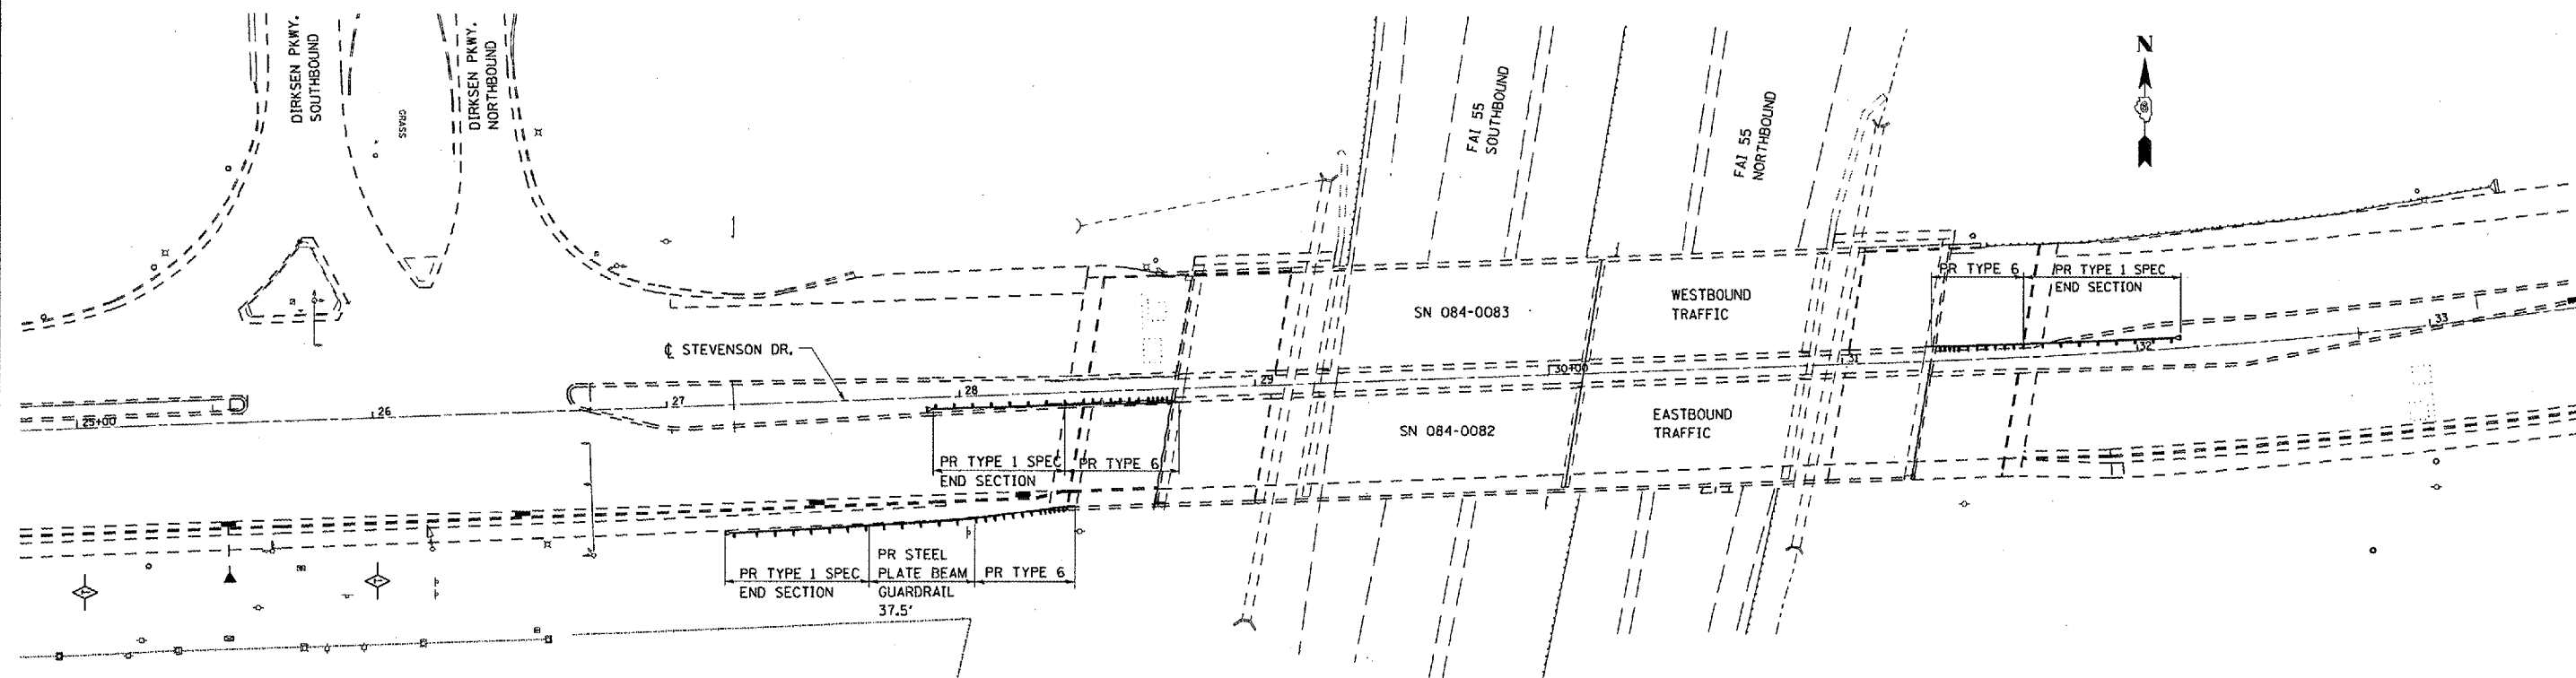 DIRKSEN PKWY.
SOUTHBOUND
GRASS
DIRKSEN PKWY.
NORTHBOUND
FAI 55
SOUTHBOUND
FAI 55
NORTHBOUND
N
PR TYPE 6
PR TYPE 1 SPEC
END SECTION
SN 084-0083
WESTBOUND
TRAFFIC
℄ STEVENSON DR.
25+00
26
27
28
29
30+00
31
32
33
SN 084-0082
EASTBOUND
TRAFFIC
PR TYPE 1 SPEC
END SECTION
PR TYPE 6
PR TYPE 1 SPEC
END SECTION
PR STEEL
PLATE BEAM
GUARDRAIL
37.5'
PR TYPE 6